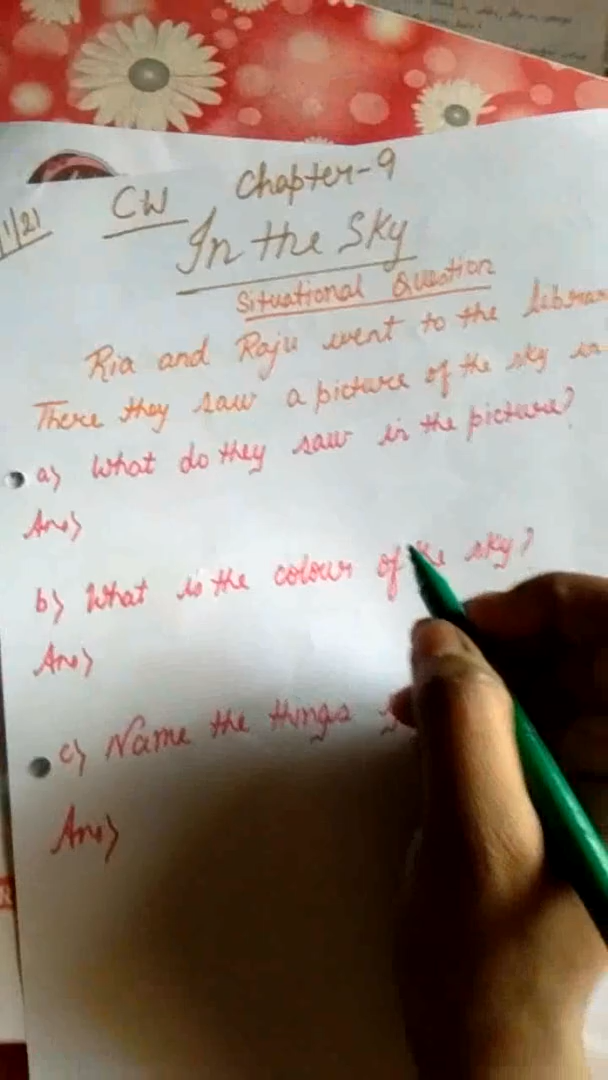 Chapter-9
1/21 CW
In the Sky
Situational Question
Ria and Raju went to the
There they saw a picture of the sky in
a) What do they saw in the picture?
Ans>
b) What is the colour of the sky?
Ans>
c) Name the things
Ans>